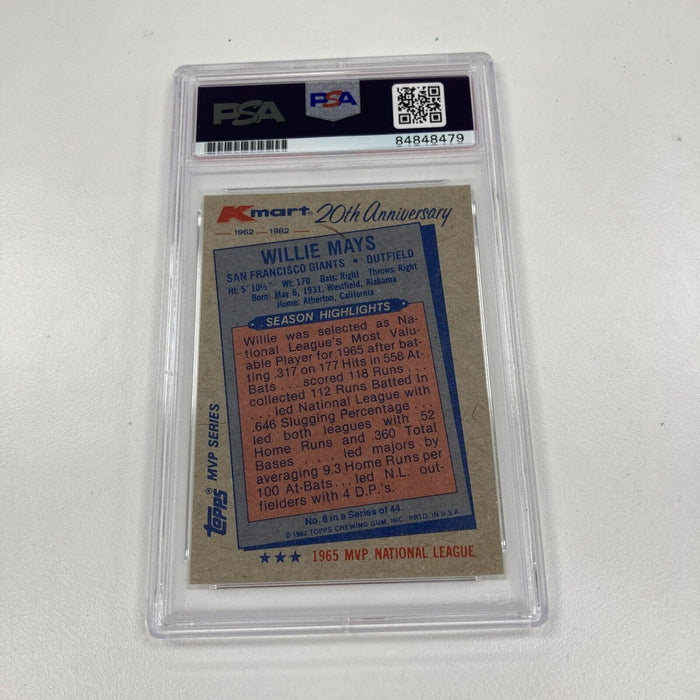 PSA
PSA
84848479
Kmart® 20th Anniversary
1962 - 1982
WILLIE MAYS
SAN FRANCISCO GIANTS • OUTFIELD
Ht: 5' 10½" Wt: 170 Bats: Right Throws: Right
Born: May 6, 1931, Westfield, Alabama
Home: Atherton, California
SEASON HIGHLIGHTS
Willie was selected as Na-
tional League's Most Valu-
able Player for 1965 after bat-
ting .317 on 177 Hits in 558 At-
Bats . . . scored 118 Runs . . .
collected 112 Runs Batted In
. . . led National League with
.646 Slugging Percentage . . .
led both leagues with 52
Home Runs and 360 Total
Bases . . . led majors by
averaging 9.3 Home Runs per
100 At-Bats . . . led N.L. out-
fielders with 4 D.P.'s.
No. 8 in a Series of 44.
© 1982 TOPPS CHEWING GUM, INC. PRTD. IN U.S.A.
★★★ 1965 MVP NATIONAL LEAGUE
Topps® MVP SERIES